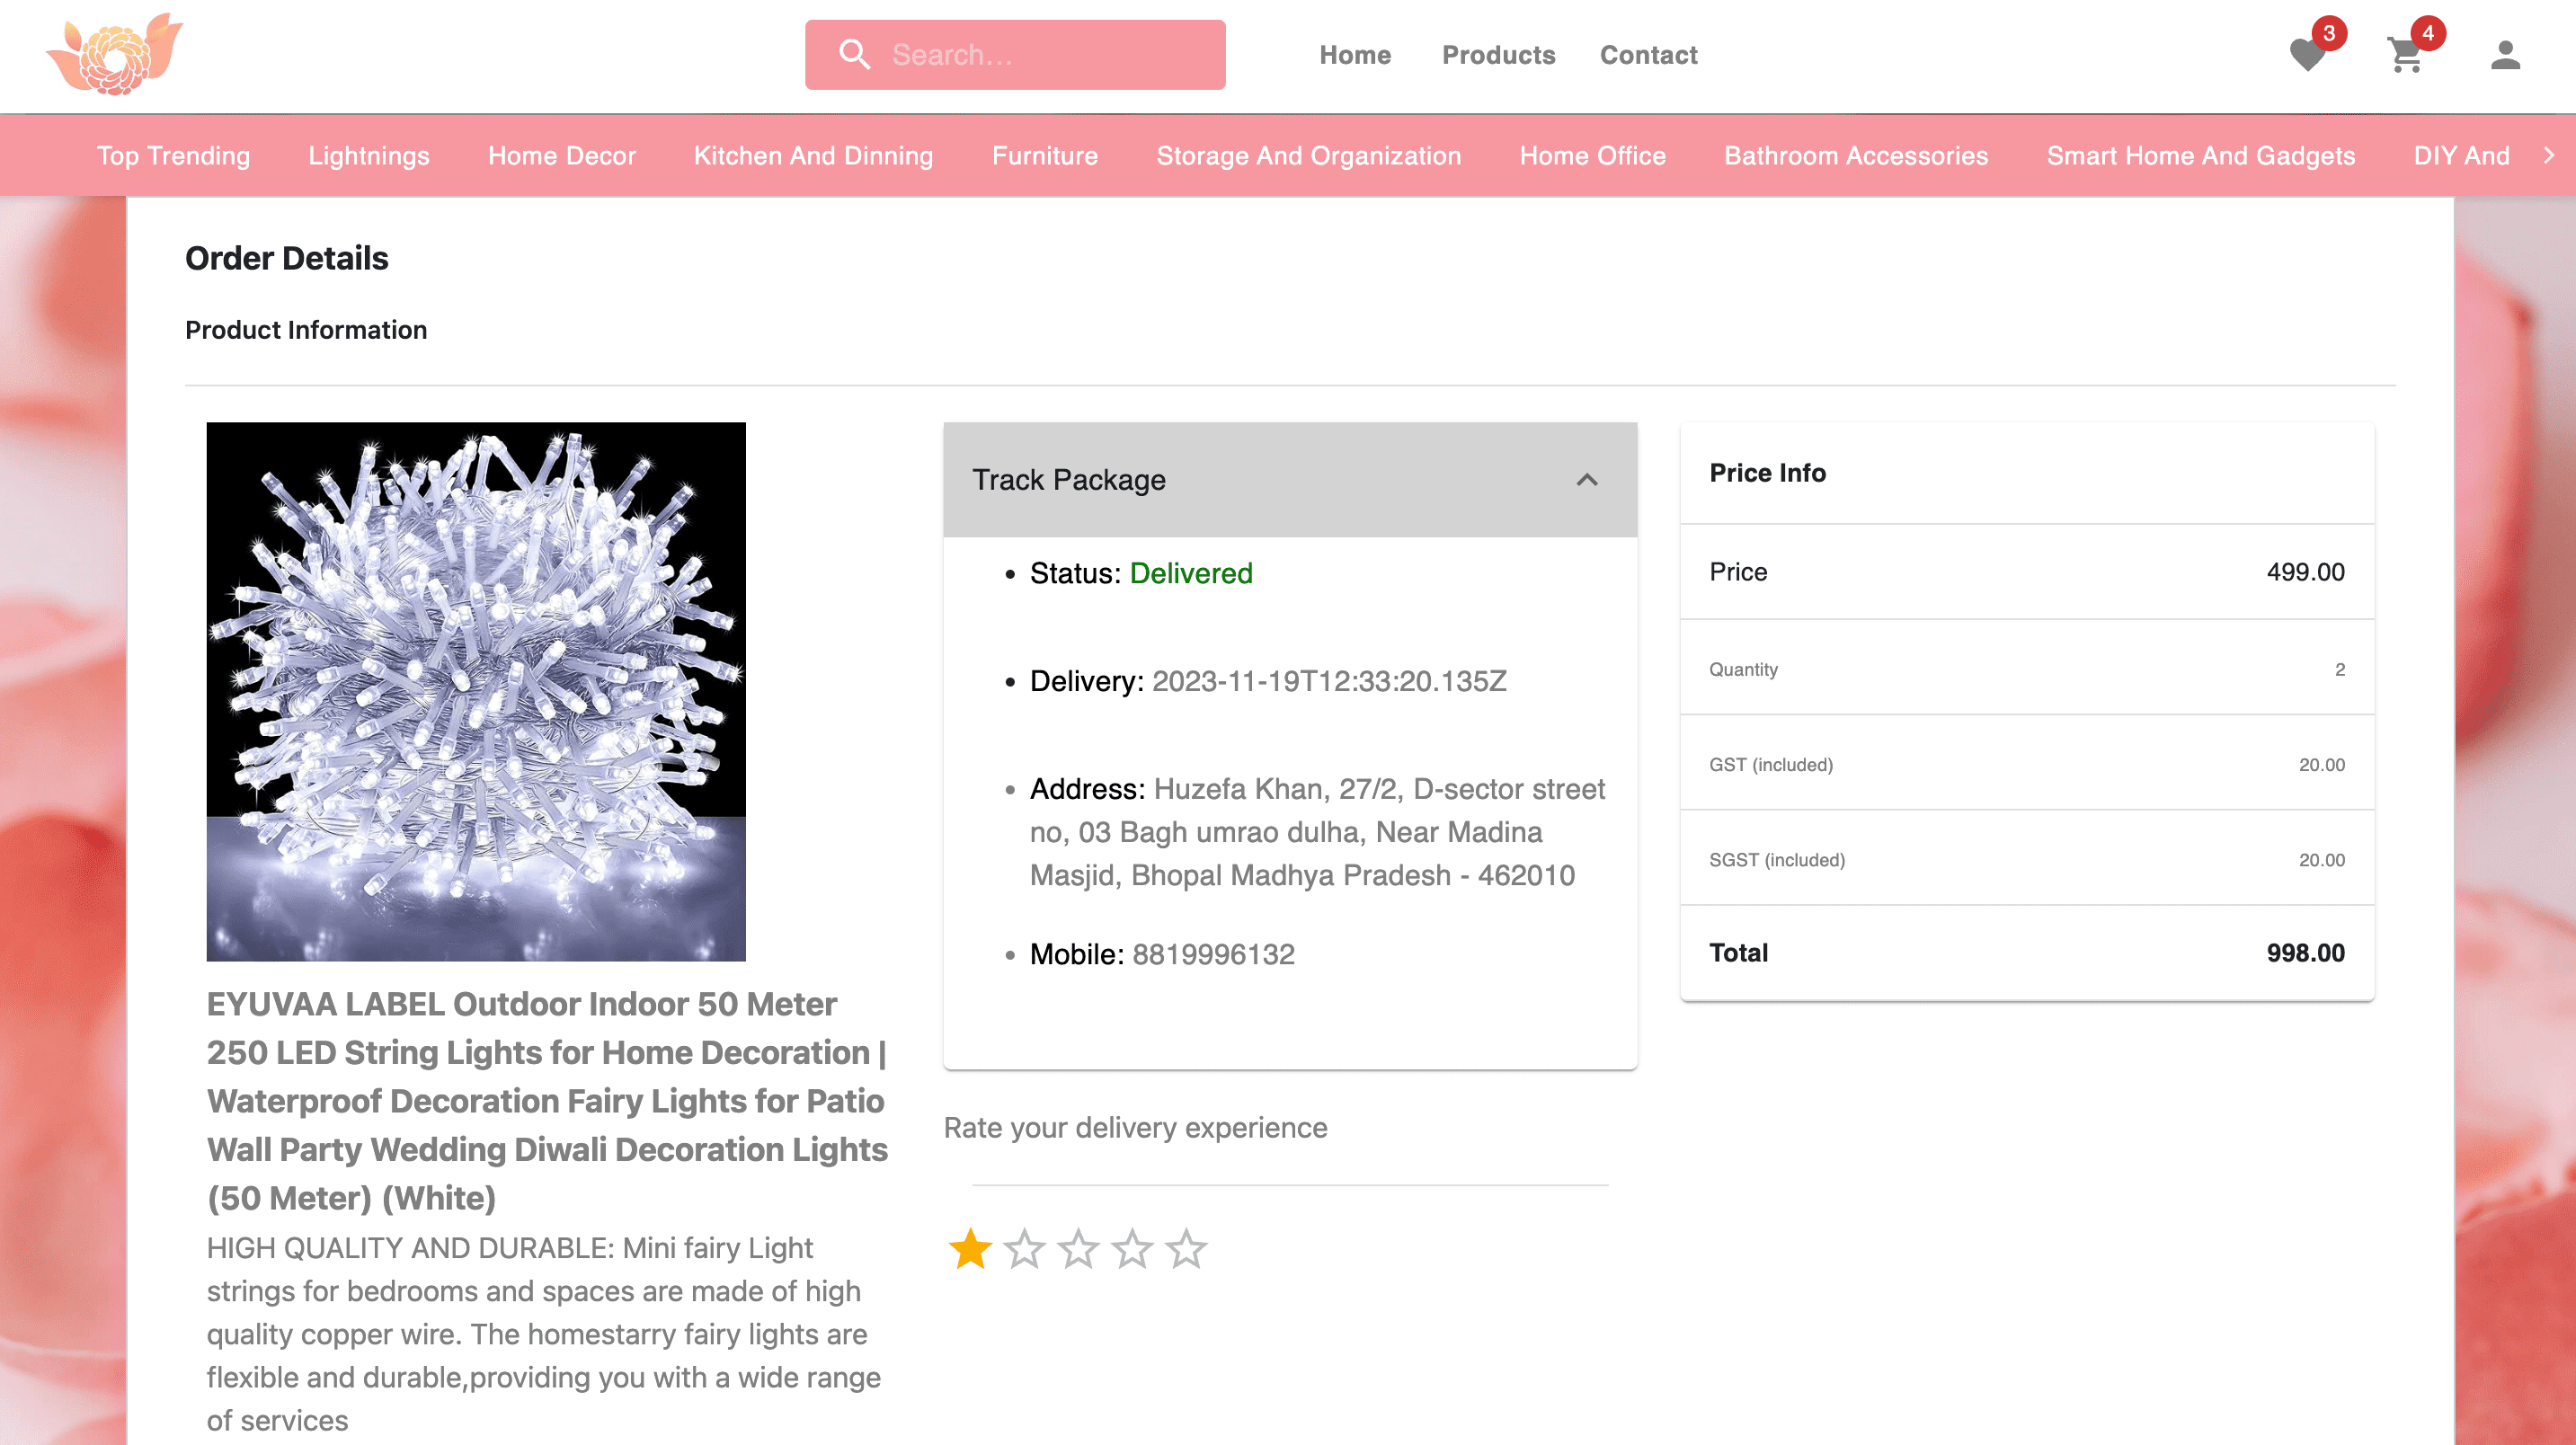 Search...
Home
Products
Contact
3
4
Top Trending
Lightnings
Home Decor
Kitchen And Dinning
Furniture
Storage And Organization
Home Office
Bathroom Accessories
Smart Home And Gadgets
DIY And
Order Details
Product Information
EYUVAA LABEL Outdoor Indoor 50 Meter
250 LED String Lights for Home Decoration |
Waterproof Decoration Fairy Lights for Patio
Wall Party Wedding Diwali Decoration Lights
(50 Meter) (White)
HIGH QUALITY AND DURABLE: Mini fairy Light
strings for bedrooms and spaces are made of high
quality copper wire. The homestarry fairy lights are
flexible and durable,providing you with a wide range
of services
Track Package
Status: Delivered
Delivery: 2023-11-19T12:33:20.135Z
Address: Huzefa Khan, 27/2, D-sector street
no, 03 Bagh umrao dulha, Near Madina
Masjid, Bhopal Madhya Pradesh - 462010
Mobile: 8819996132
Rate your delivery experience
Price Info
Price 499.00
Quantity 2
GST (included) 20.00
SGST (included) 20.00
Total 998.00